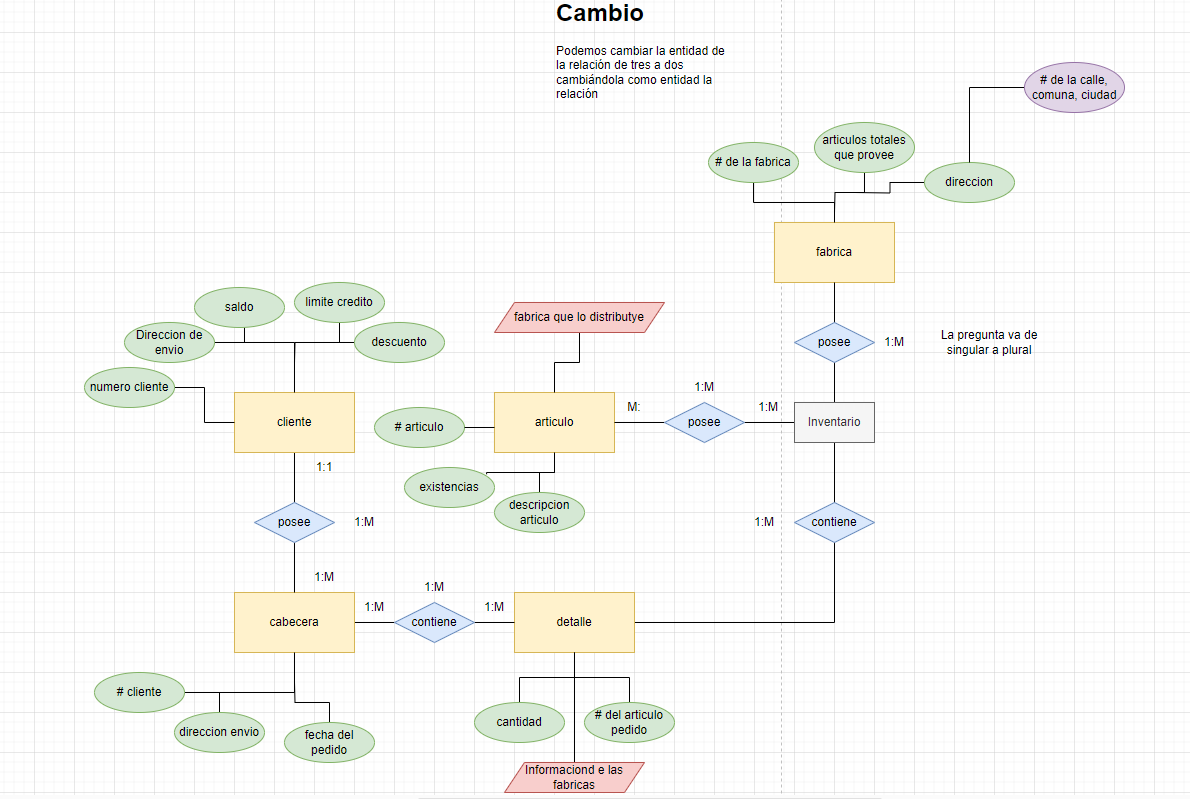 Cambio
Podemos cambiar la entidad de
la relación de tres a dos
cambiándola como entidad la
relación
# de la calle,
comuna, ciudad
articulos totales
que provee
# de la fabrica
direccion
fabrica
saldo
limite credito
fabrica que lo distributye
Direccion de
envio
descuento
posee
1:M
La pregunta va de
singular a plural
numero cliente
1:M
M:
1:M
cliente
# articulo
articulo
posee
Inventario
1:1
existencias
descripcion
articulo
posee
1:M
1:M
contiene
1:M
1:M
1:M
1:M
cabecera
contiene
detalle
# cliente
direccion envio
fecha del
pedido
cantidad
# del articulo
pedido
Informaciond e las
fabricas